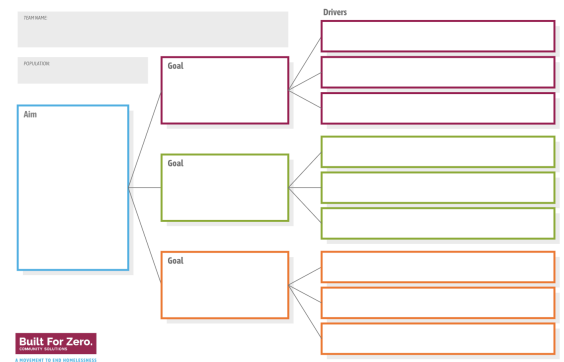 TEAM NAME
Drivers
POPULATION
Goal
Aim
Goal
Goal
Built For Zero.
COMMUNITY SOLUTIONS
A MOVEMENT TO END HOMELESSNESS